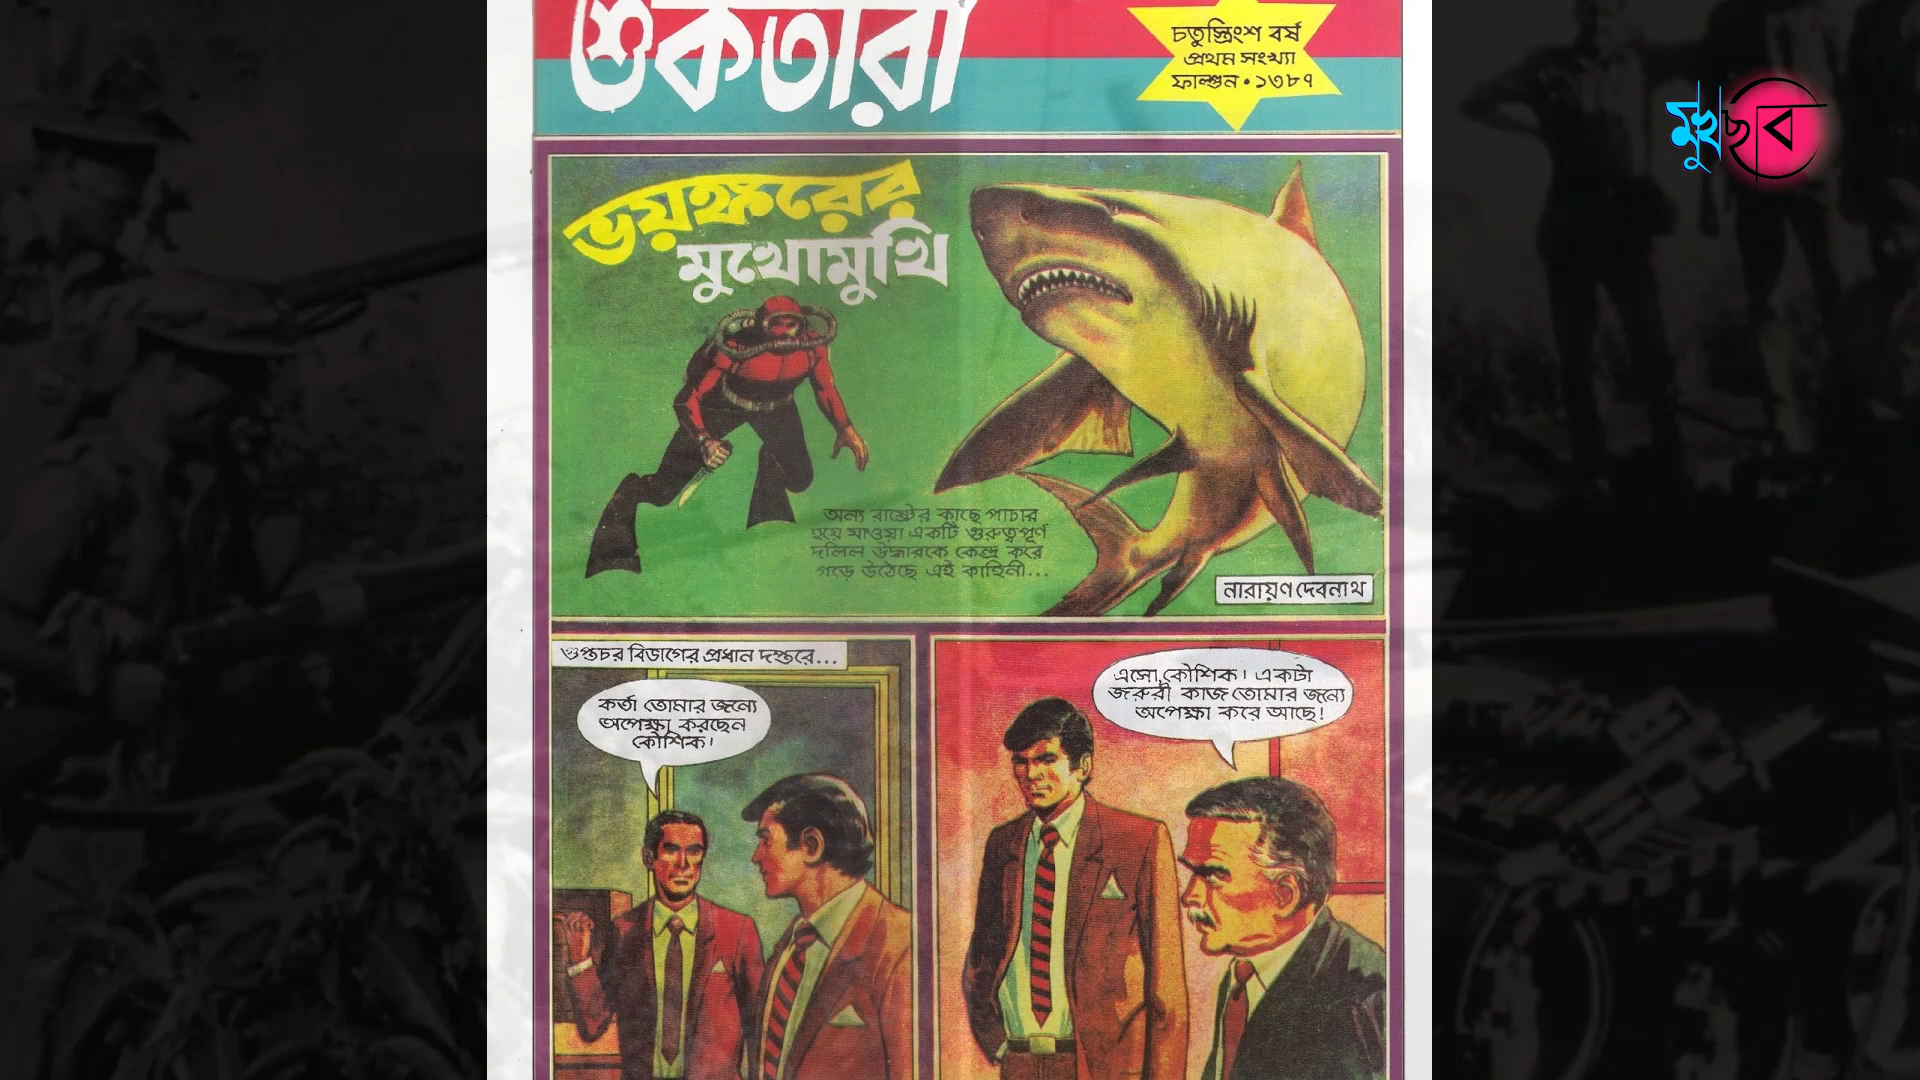 শুকতারা
চতুস্ত্রিংশ বর্ষ
প্রথম সংখ্যা
ফাল্গুন • ১৩৮৭
মুখছবি
ভয়ঙ্করের
মুখোমুখি
অন্য রাষ্ট্রের কাছে পাচার
হয়ে যাওয়া একটি গুরুত্বপূর্ণ
দলিল উদ্ধারকে কেন্দ্র করে
গড়ে উঠেছে এই কাহিনী...
নারায়ণ দেবনাথ
গুপ্তচর বিভাগের প্রধান দপ্তরে...
কর্তা তোমার জন্যে
অপেক্ষা করছেন
কৌশিক।
এসো, কৌশিক। একটা
জরুরী কাজ তোমার জন্যে
অপেক্ষা করে আছে!